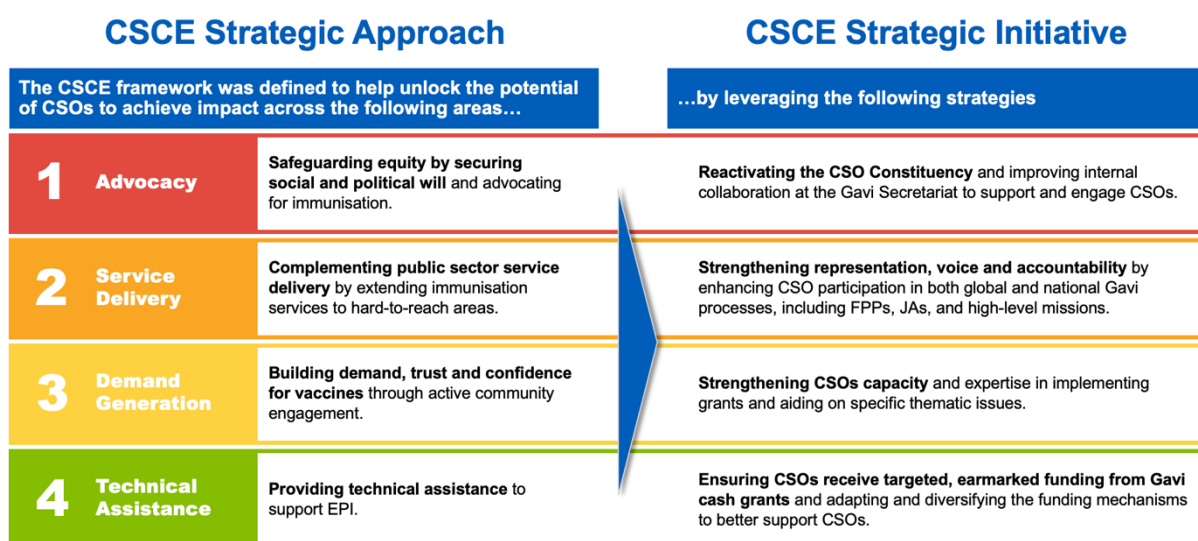 CSCE Strategic Approach
CSCE Strategic Initiative
The CSCE framework was defined to help unlock the potential
of CSOs to achieve impact across the following areas…
…by leveraging the following strategies
1
Advocacy
Safeguarding equity by securing
social and political will and advocating
for immunisation.
Reactivating the CSO Constituency and improving internal
collaboration at the Gavi Secretariat to support and engage CSOs.
2
Service
Delivery
Complementing public sector service
delivery by extending immunisation
services to hard-to-reach areas.
Strengthening representation, voice and accountability by
enhancing CSO participation in both global and national Gavi
processes, including FPPs, JAs, and high-level missions.
3
Demand
Generation
Building demand, trust and confidence
for vaccines through active community
engagement.
Strengthening CSOs capacity and expertise in implementing
grants and aiding on specific thematic issues.
4
Technical
Assistance
Providing technical assistance to
support EPI.
Ensuring CSOs receive targeted, earmarked funding from Gavi
cash grants and adapting and diversifying the funding mechanisms
to better support CSOs.